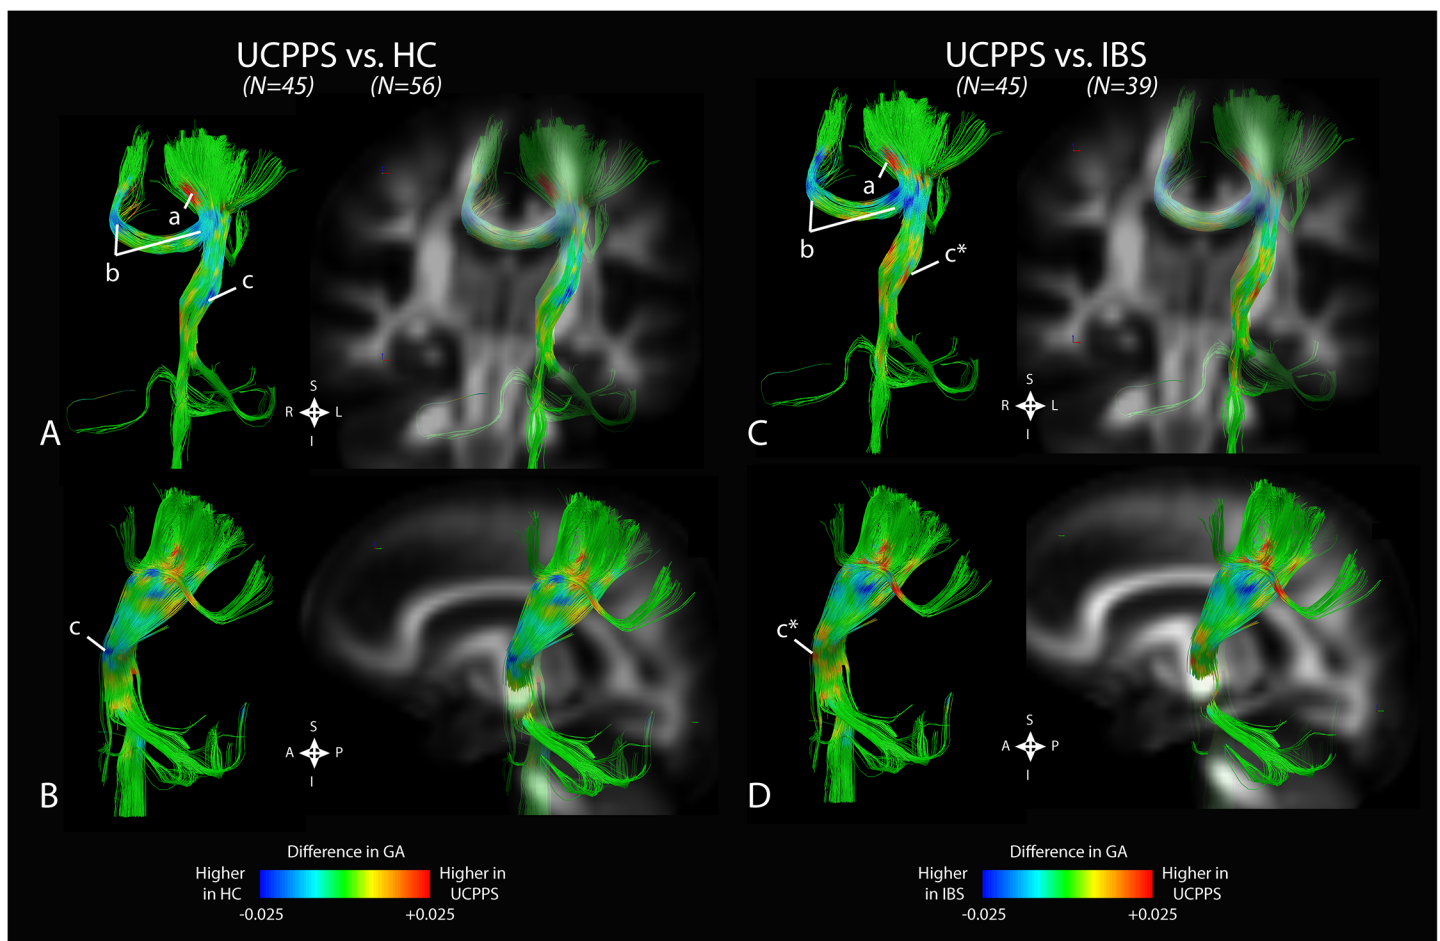 UCPPS vs. HC
(N=45) (N=56)
UCPPS vs. IBS
(N=45) (N=39)
a
b
c
S
R L
I
A
a
b
c*
S
R L
I
C
c
S
A P
I
B
c*
S
A P
I
D
Difference in GA
Higher
in HC
Higher in
UCPPS
-0.025 +0.025
Difference in GA
Higher
in IBS
Higher in
UCPPS
-0.025 +0.025